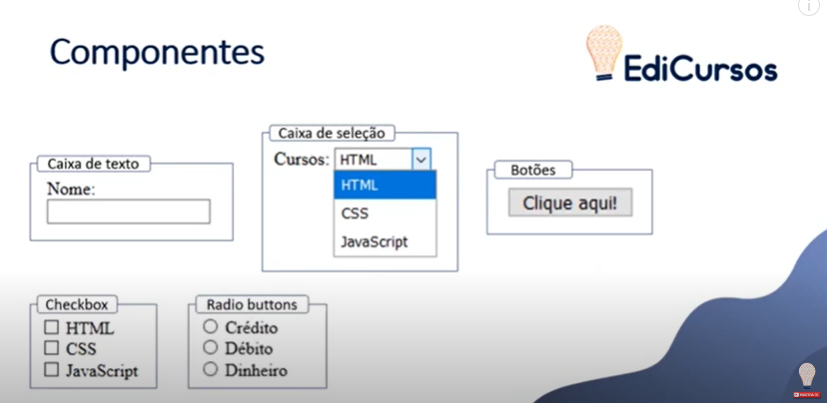 Componentes
EdiCursos
Caixa de texto
Nome:
Caixa de seleção
Cursos: HTML
HTML
CSS
JavaScript
Botões
Clique aqui!
Checkbox
HTML
CSS
JavaScript
Radio buttons
Crédito
Débito
Dinheiro